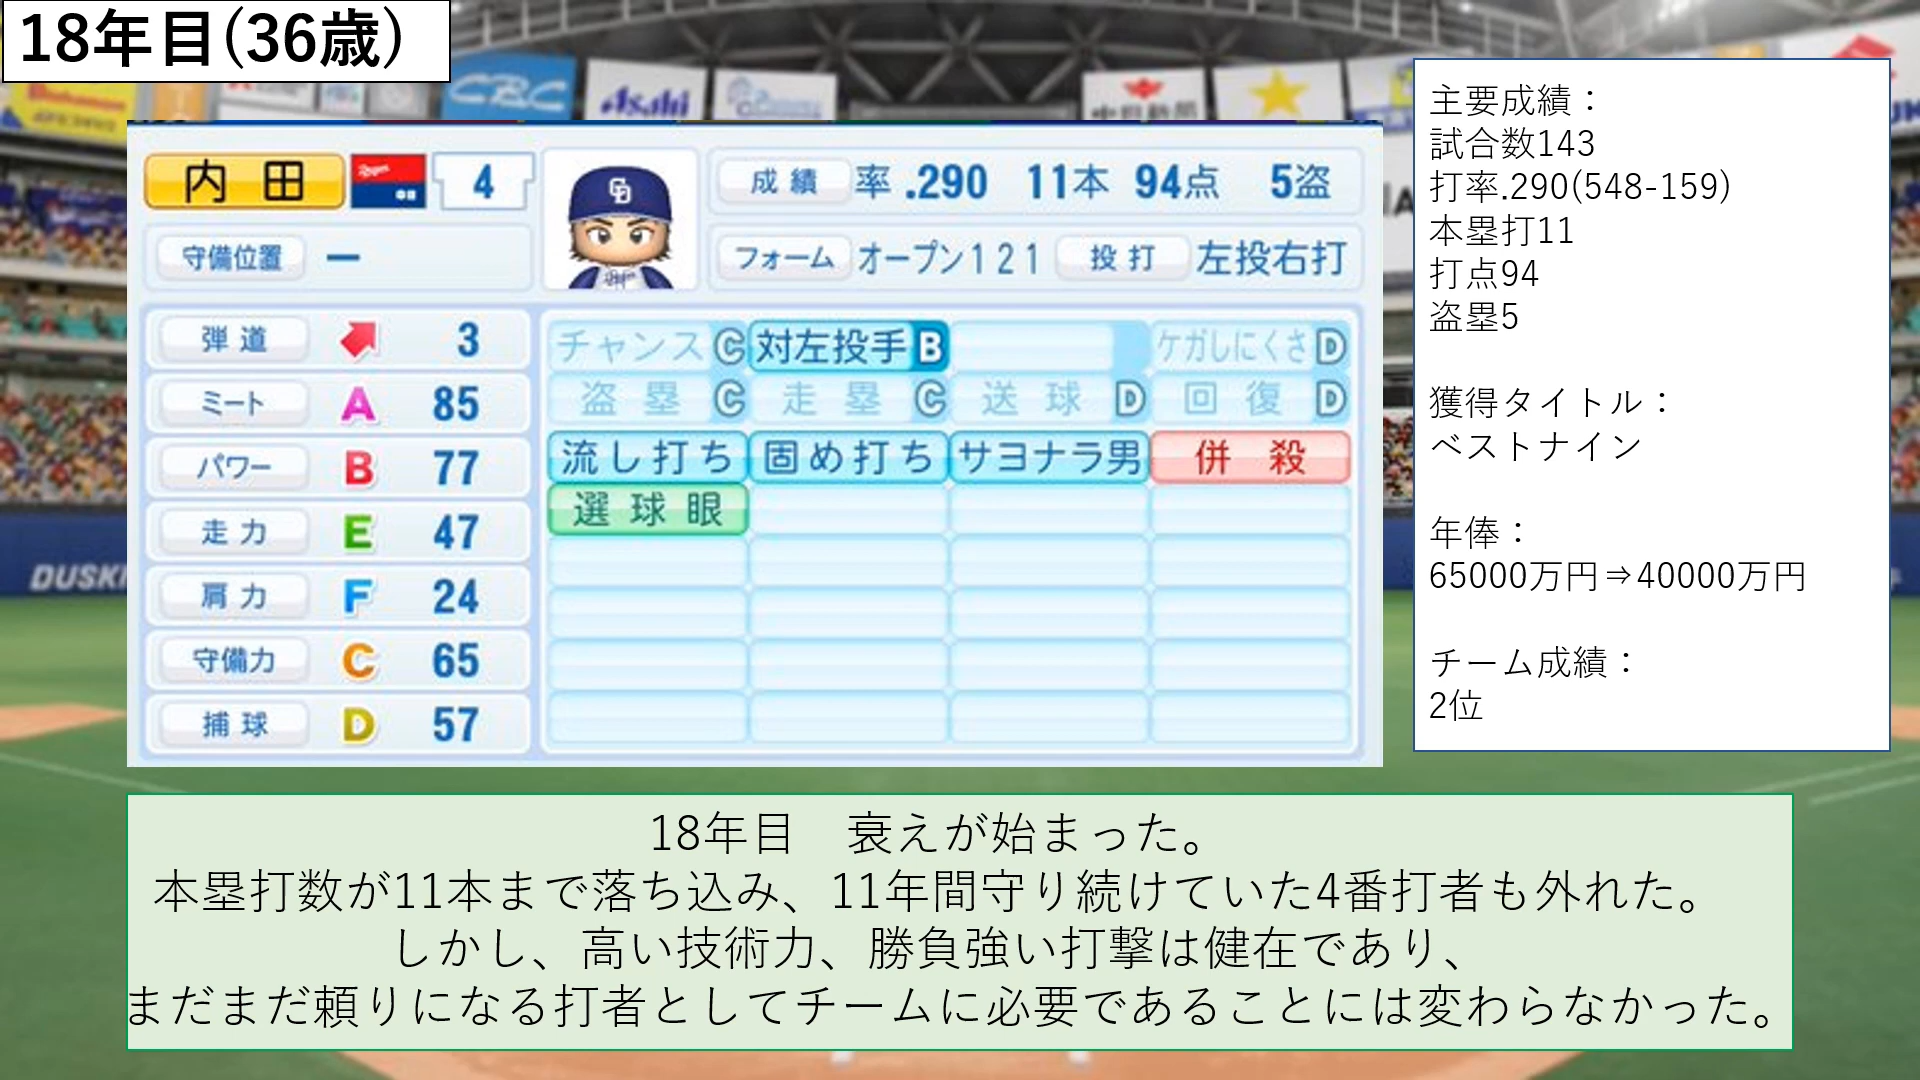 18年目(36歳)
CBC
Asahi
DUSKI
内田
4
成績 率.290 11本 94点 5盗
守備位置 ー
フォーム オープン121 投打 左投右打
弾道 3
ミート A 85
パワー B 77
走力 E 47
肩力 F 24
守備力 C 65
捕球 D 57
チャンスC 対左投手B ケガしにくさD
盗塁C 走塁C 送球D 回復D
流し打ち 固め打ち サヨナラ男 併殺
選球眼
主要成績：
試合数143
打率.290(548-159)
本塁打11
打点94
盗塁5
獲得タイトル：
ベストナイン
年俸：
65000万円⇒40000万円
チーム成績：
2位
18年目　衰えが始まった。
本塁打数が11本まで落ち込み、11年間守り続けていた4番打者も外れた。
しかし、高い技術力、勝負強い打撃は健在であり、
まだまだ頼りになる打者としてチームに必要であることには変わらなかった。